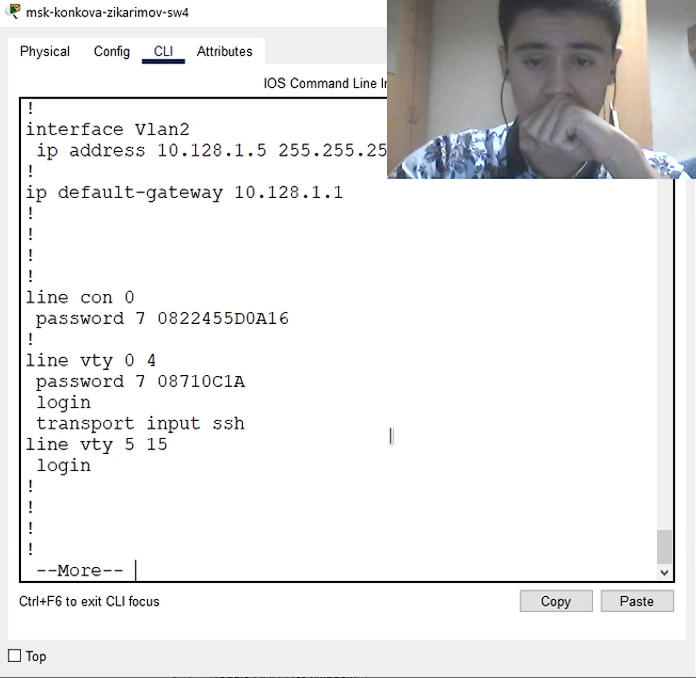 msk-konkova-zikarimov-sw4
Physical Config CLI Attributes
IOS Command Line
!
interface Vlan2
ip address 10.128.1.5 255.255.25
!
ip default-gateway 10.128.1.1
!
!
!
!
line con 0
password 7 0822455D0A16
!
line vty 0 4
password 7 08710C1A
login
transport input ssh
line vty 5 15
login
!
!
!
!
--More--
Ctrl+F6 to exit CLI focus
Copy Paste
Top